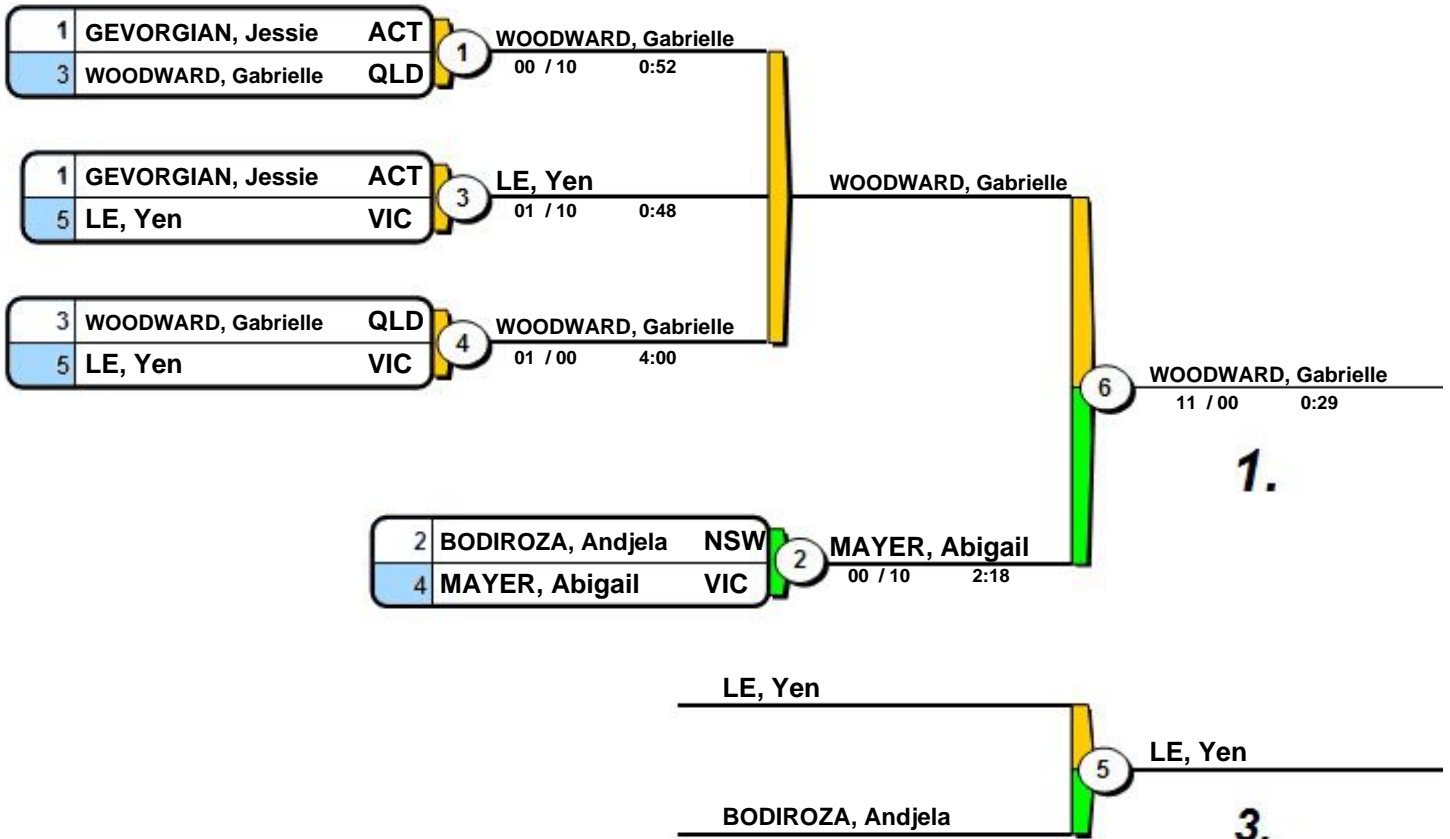 1 GEVORGIAN, Jessie ACT
3 WOODWARD, Gabrielle QLD
1
WOODWARD, Gabrielle
00 / 10 0:52
1 GEVORGIAN, Jessie ACT
5 LE, Yen VIC
3
LE, Yen
01 / 10 0:48
WOODWARD, Gabrielle
3 WOODWARD, Gabrielle QLD
5 LE, Yen VIC
4
WOODWARD, Gabrielle
01 / 00 4:00
6
WOODWARD, Gabrielle
11 / 00 0:29
1.
2 BODIROZA, Andjela NSW
4 MAYER, Abigail VIC
2
MAYER, Abigail
00 / 10 2:18
LE, Yen
5
LE, Yen
BODIROZA, Andjela
3.